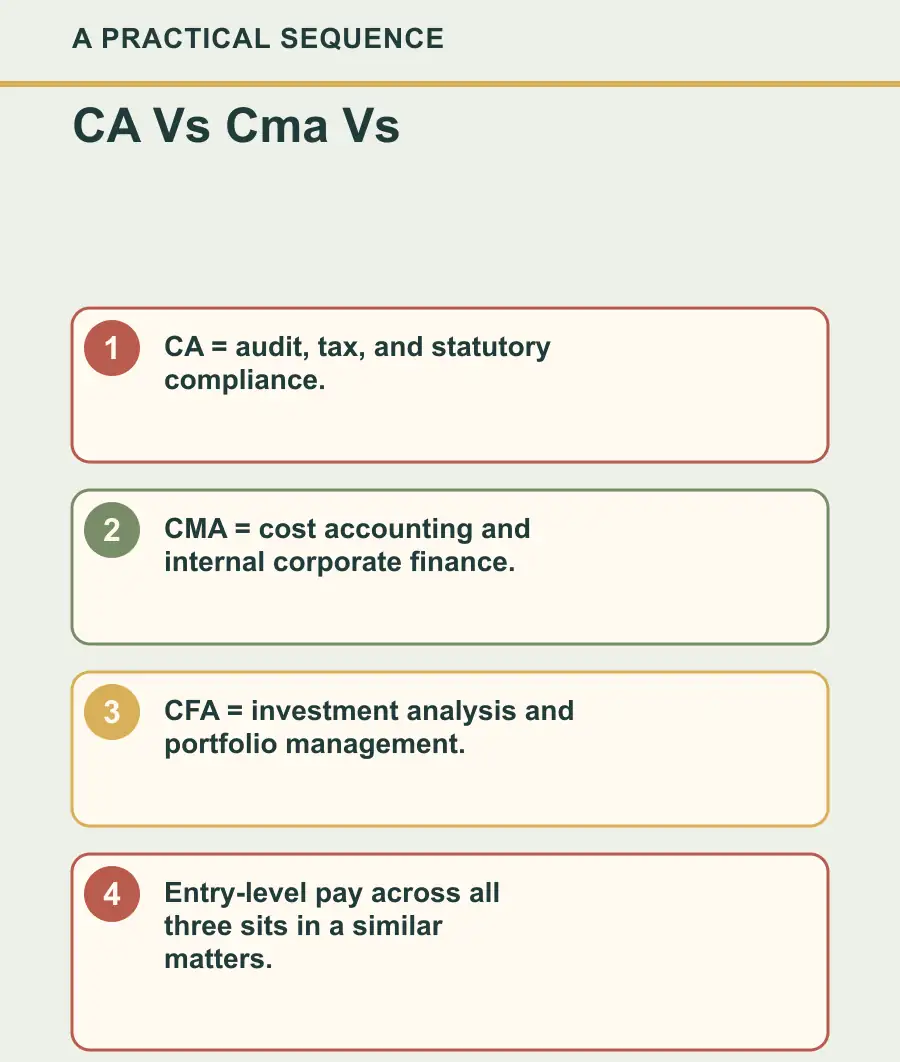 A PRACTICAL SEQUENCE
CA Vs Cma Vs
1
CA = audit, tax, and statutory
compliance.
2
CMA = cost accounting and
internal corporate finance.
3
CFA = investment analysis and
portfolio management.
4
Entry-level pay across all
three sits in a similar
matters.